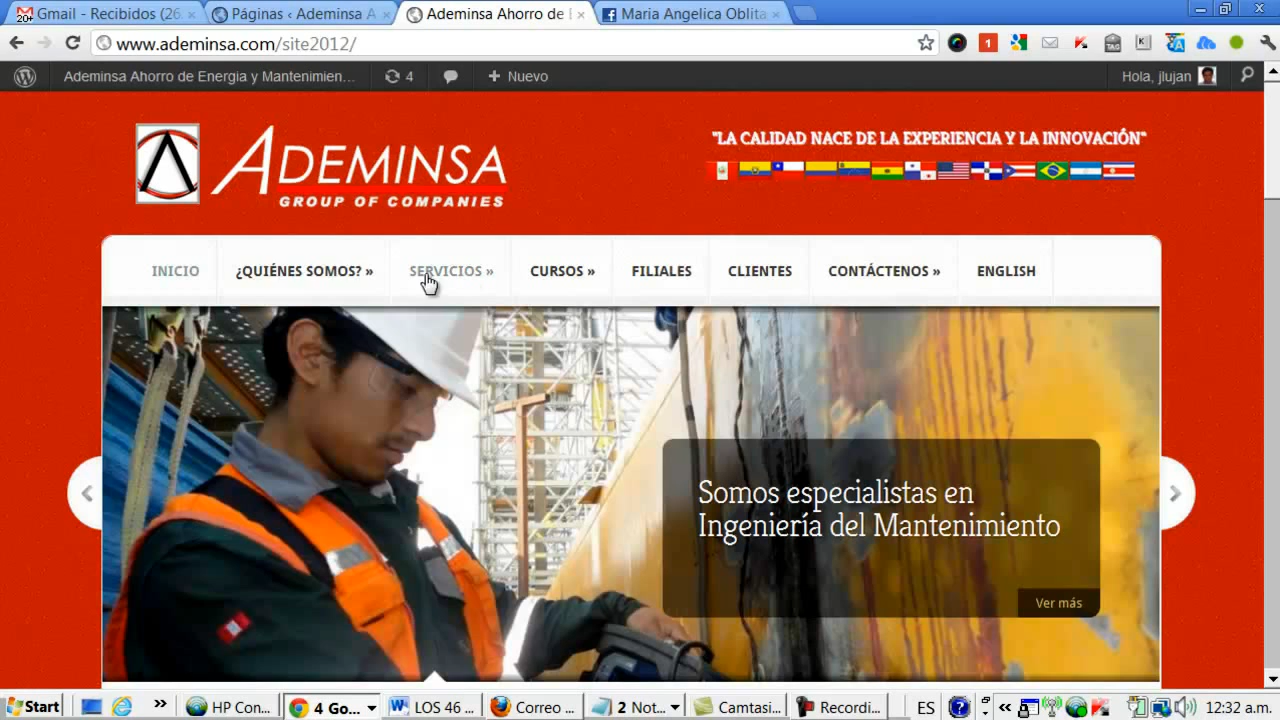 Gmail - Recibidos (26
Páginas ‹ Ademinsa A
Ademinsa Ahorro de E
Maria Angelica Oblita
20+
www.ademinsa.com/site2012/
1
TAG
K
Ademinsa Ahorro de Energia y Mantenimien...
4
Nuevo
Hola, jlujan
ADEMINSA
GROUP OF COMPANIES
"LA CALIDAD NACE DE LA EXPERIENCIA Y LA INNOVACIÓN"
INICIO
¿QUIÉNES SOMOS? »
SERVICIOS »
CURSOS »
FILIALES
CLIENTES
CONTÁCTENOS »
ENGLISH
Somos especialistas en
Ingeniería del Mantenimiento
Ver más
Start
»
HP Con...
4 Go...
LOS 46 ...
Correo ...
2 Not...
Camtasi...
Recordi...
ES
«
12:32 a.m.